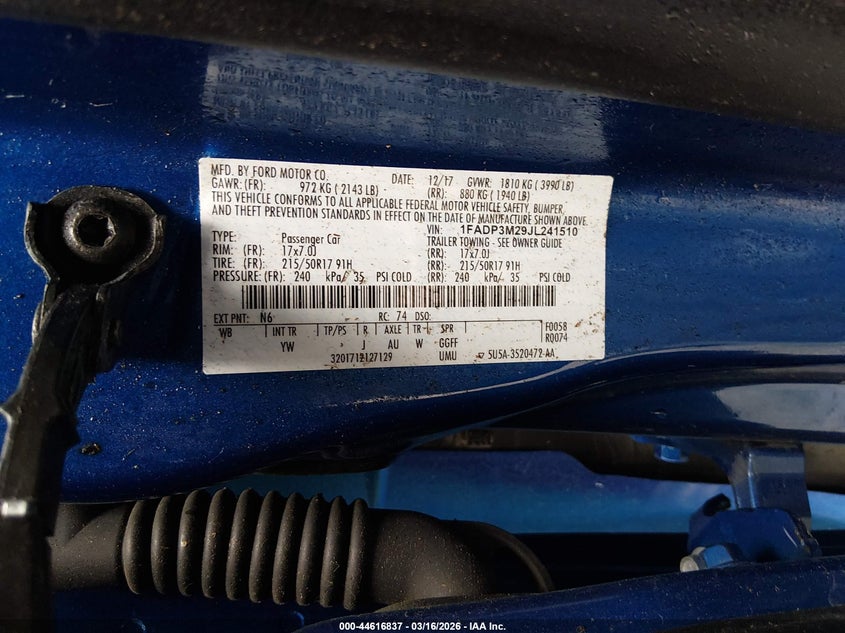 MFD. BY FORD MOTOR CO.
DATE: 12/17 GVWR: 1810 KG ( 3990 LB)
GAWR: (FR): 972 KG ( 2143 LB) (RR): 880 KG ( 1940 LB)
THIS VEHICLE CONFORMS TO ALL APPLICABLE FEDERAL MOTOR VEHICLE SAFETY, BUMPER,
AND THEFT PREVENTION STANDARDS IN EFFECT ON THE DATE OF MANUFACTURE SHOWN ABOVE.
VIN: 1FADP3M29JL241510
TYPE: Passenger Car TRAILER TOWING - SEE OWNER GUIDE
RIM: (FR): 17x7.0J (RR): 17x7.0J
TIRE: (FR): 215/50R17 91H (RR): 215/50R17 91H
PRESSURE: (FR): 240 kPa/ 35 PSI COLD (RR): 240 kPa/ 35 PSI COLD
EXT PNT: N6 RC: 74 DSO:
WB INT TR TP/PS R AXLE TR SPR F0058
YW J AU W GGFF R0074
3201712127129 UMU 5U5A-3520472-AA
000-44616837 - 03/16/2026 - IAA Inc.